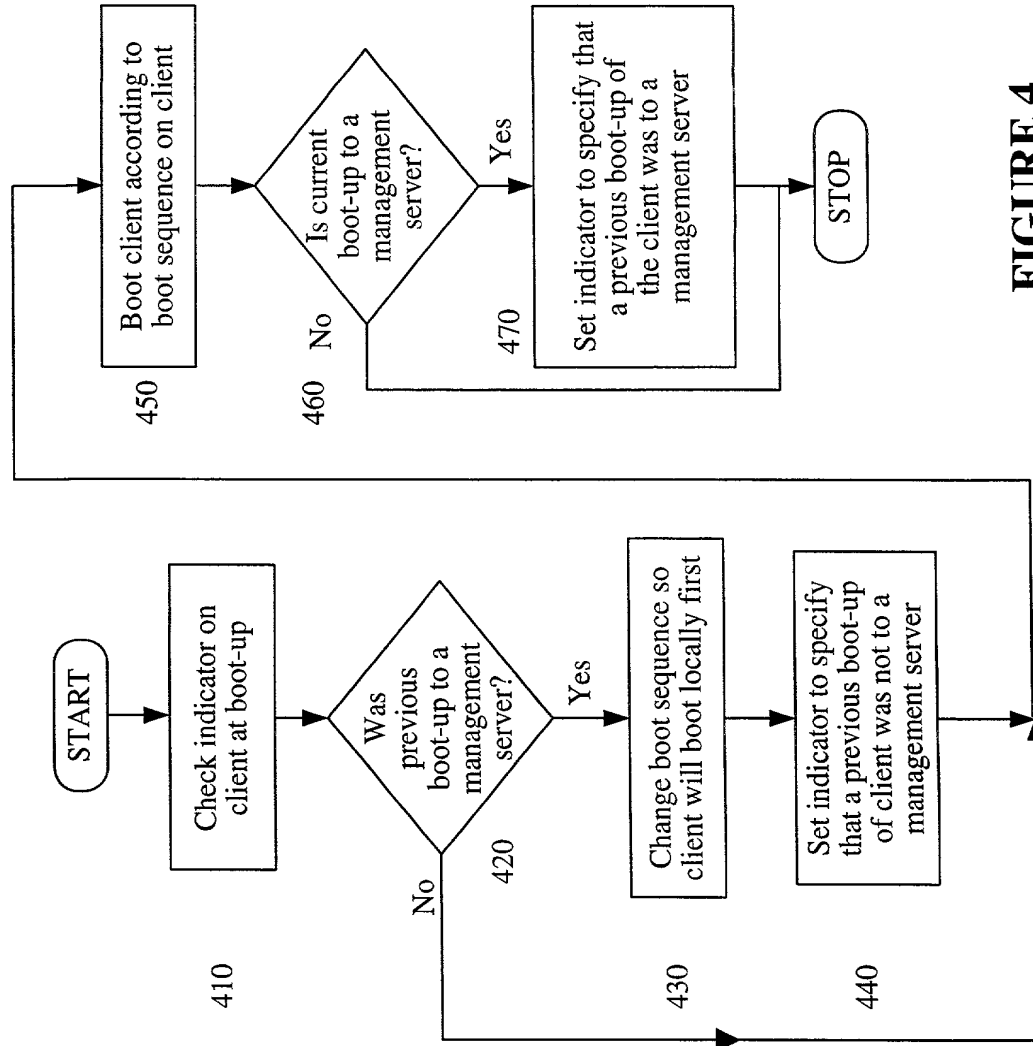 START
Check indicator on
client at boot-up
410
Was
previous
boot-up to a
management
server?
420
No
Yes
Change boot sequence so
client will boot locally first
430
Set indicator to specify
that a previous boot-up
of client was not to a
management server
440
Boot client according to
boot sequence on client
450
Is current
boot-up to a
management
server?
460
No
Yes
Set indicator to specify that
a previous boot-up of
the client was to a
management server
470
STOP
FIGURE 4